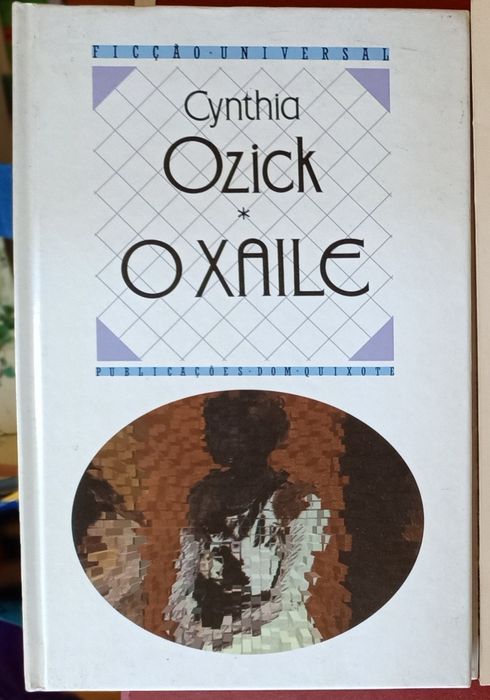 FICÇÃO·UNIVERSAL
Cynthia
Ozick
*
O XAILE
PUBLICAÇÕES·DOM·QUIXOTE